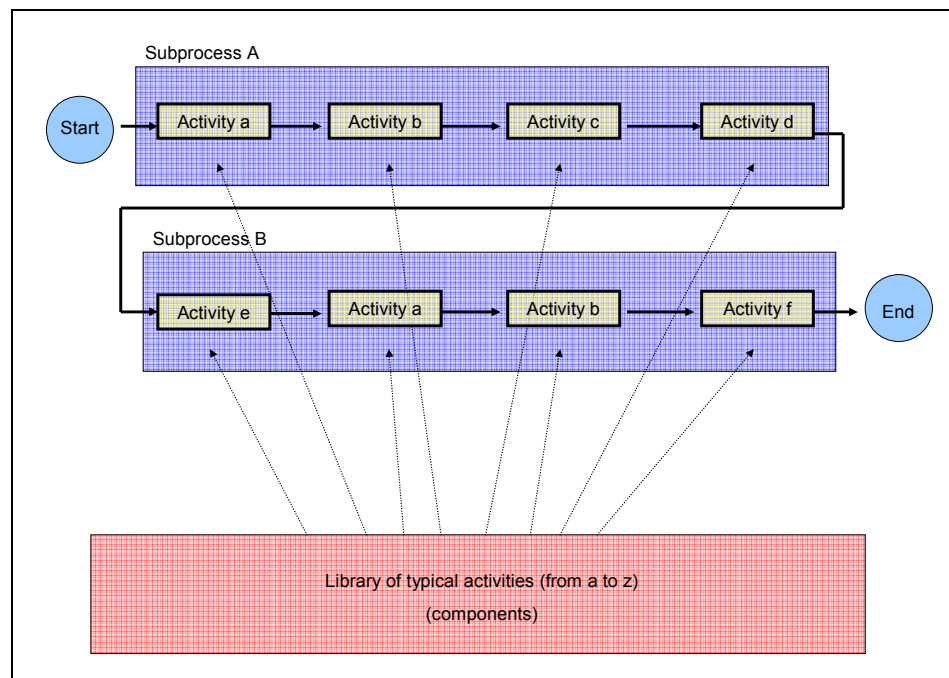 Subprocess A
Start
Activity a
Activity b
Activity c
Activity d
Subprocess B
Activity e
Activity a
Activity b
Activity f
End
Library of typical activities (from a to z)
(components)